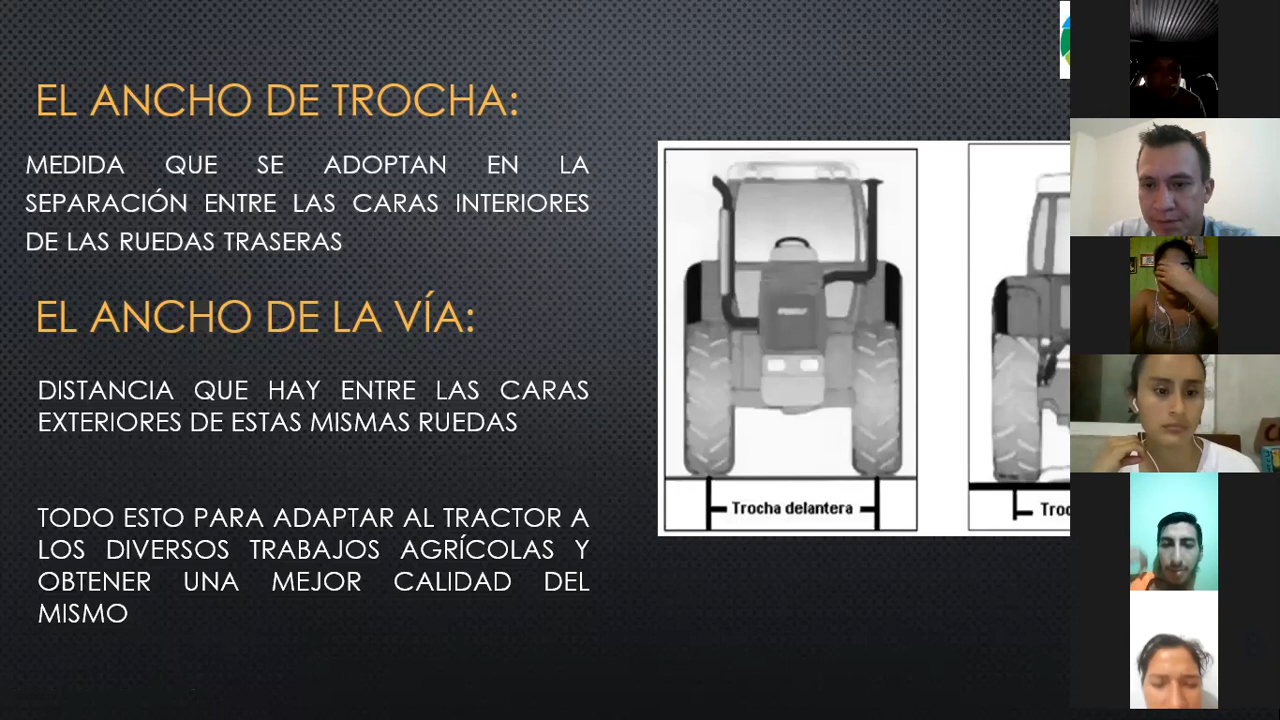 EL ANCHO DE TROCHA:
MEDIDA QUE SE ADOPTAN EN LA
SEPARACIÓN ENTRE LAS CARAS INTERIORES
DE LAS RUEDAS TRASERAS
EL ANCHO DE LA VÍA:
DISTANCIA QUE HAY ENTRE LAS CARAS
EXTERIORES DE ESTAS MISMAS RUEDAS
TODO ESTO PARA ADAPTAR AL TRACTOR A
LOS DIVERSOS TRABAJOS AGRÍCOLAS Y
OBTENER UNA MEJOR CALIDAD DEL
MISMO
Trocha delantera